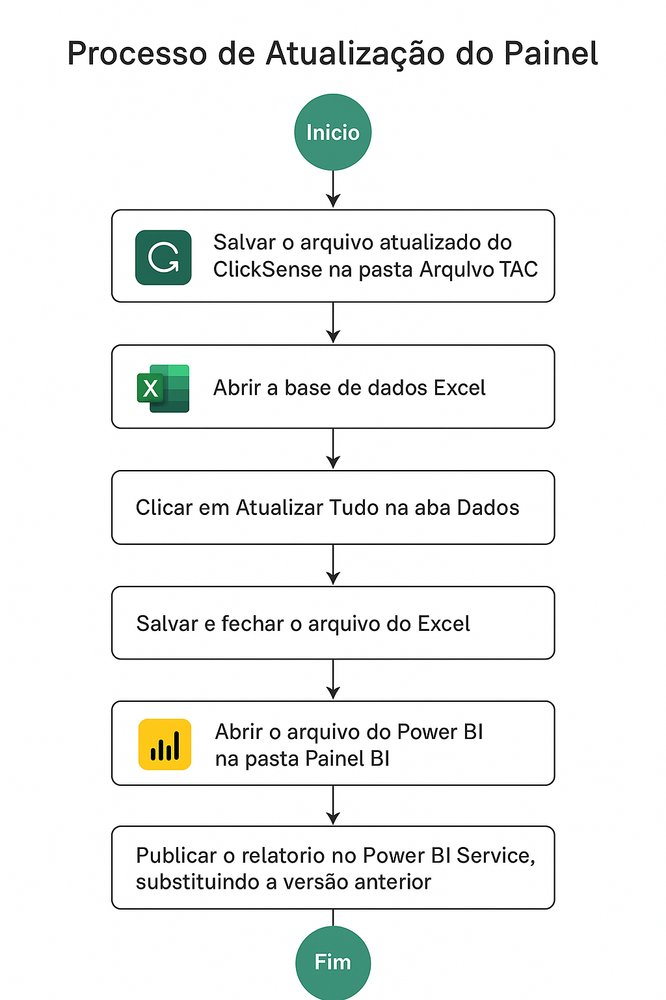 Processo de Atualização do Painel
Inicio
Salvar o arquivo atualizado do
ClickSense na pasta ArquIvo TAC
X
Abrir a base de dados Excel
Clicar em Atualizar Tudo na aba Dados
Salvar e fechar o arquivo do Excel
Abrir o arquivo do Power BI
na pasta Painel BI
Publicar o relatorio no Power BI Service,
substituindo a versão anterior
Fim